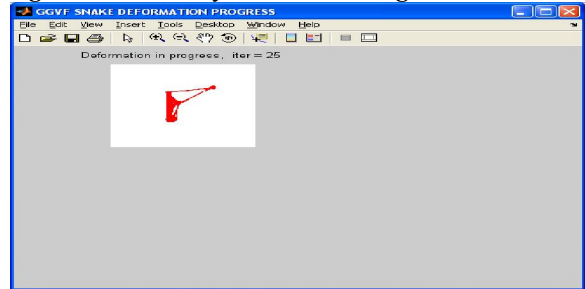 GGVF SNAKE DEFORMATION PROGRESS
File Edit View Insert Tools Desktop Window Help
Deformation in progress, iter = 25